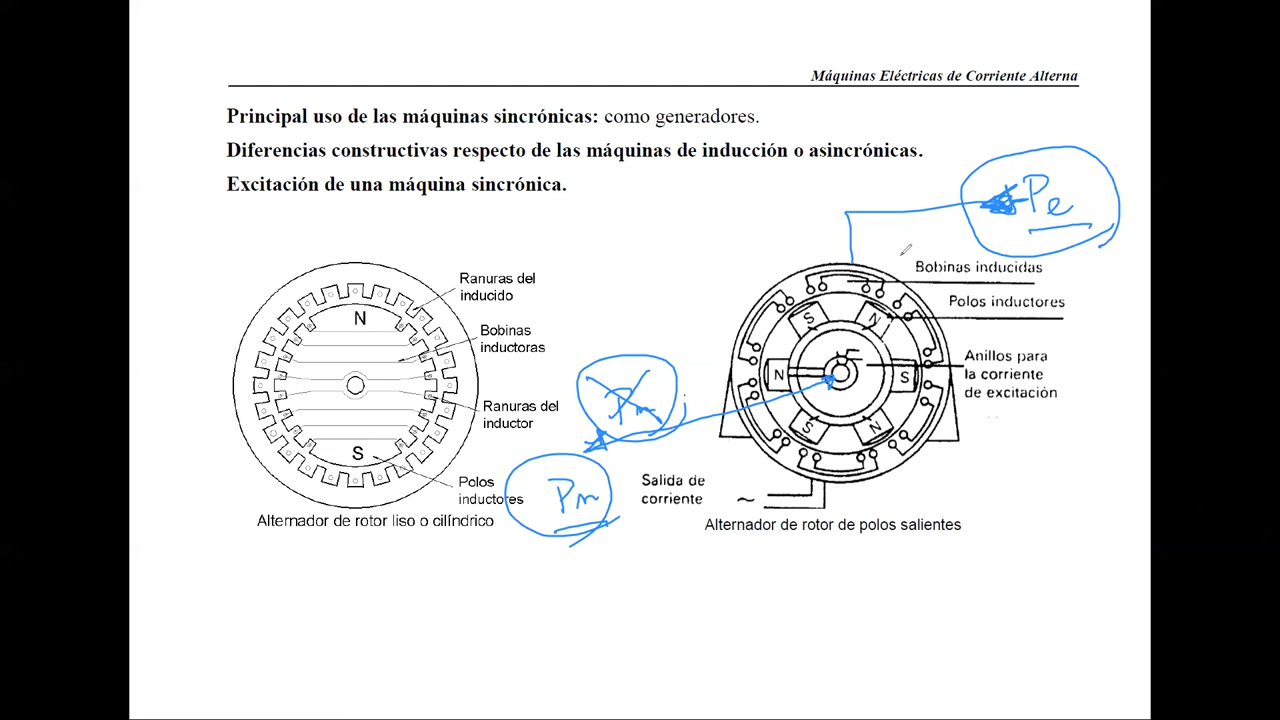 Máquinas Eléctricas de Corriente Alterna
Principal uso de las máquinas sincrónicas: como generadores.
Diferencias constructivas respecto de las máquinas de inducción o asincrónicas.
Excitación de una máquina sincrónica.
Pe
Ranuras del
inducido
N
Bobinas
inductoras
Ranuras del
inductor
S
Polos
inductores
Alternador de rotor liso o cilíndrico
Pm
Pm
Bobinas inducidas
Polos inductores
S
N
Anillos para
la corriente
de excitación
N
S
S
N
Salida de
corriente
~
Alternador de rotor de polos salientes